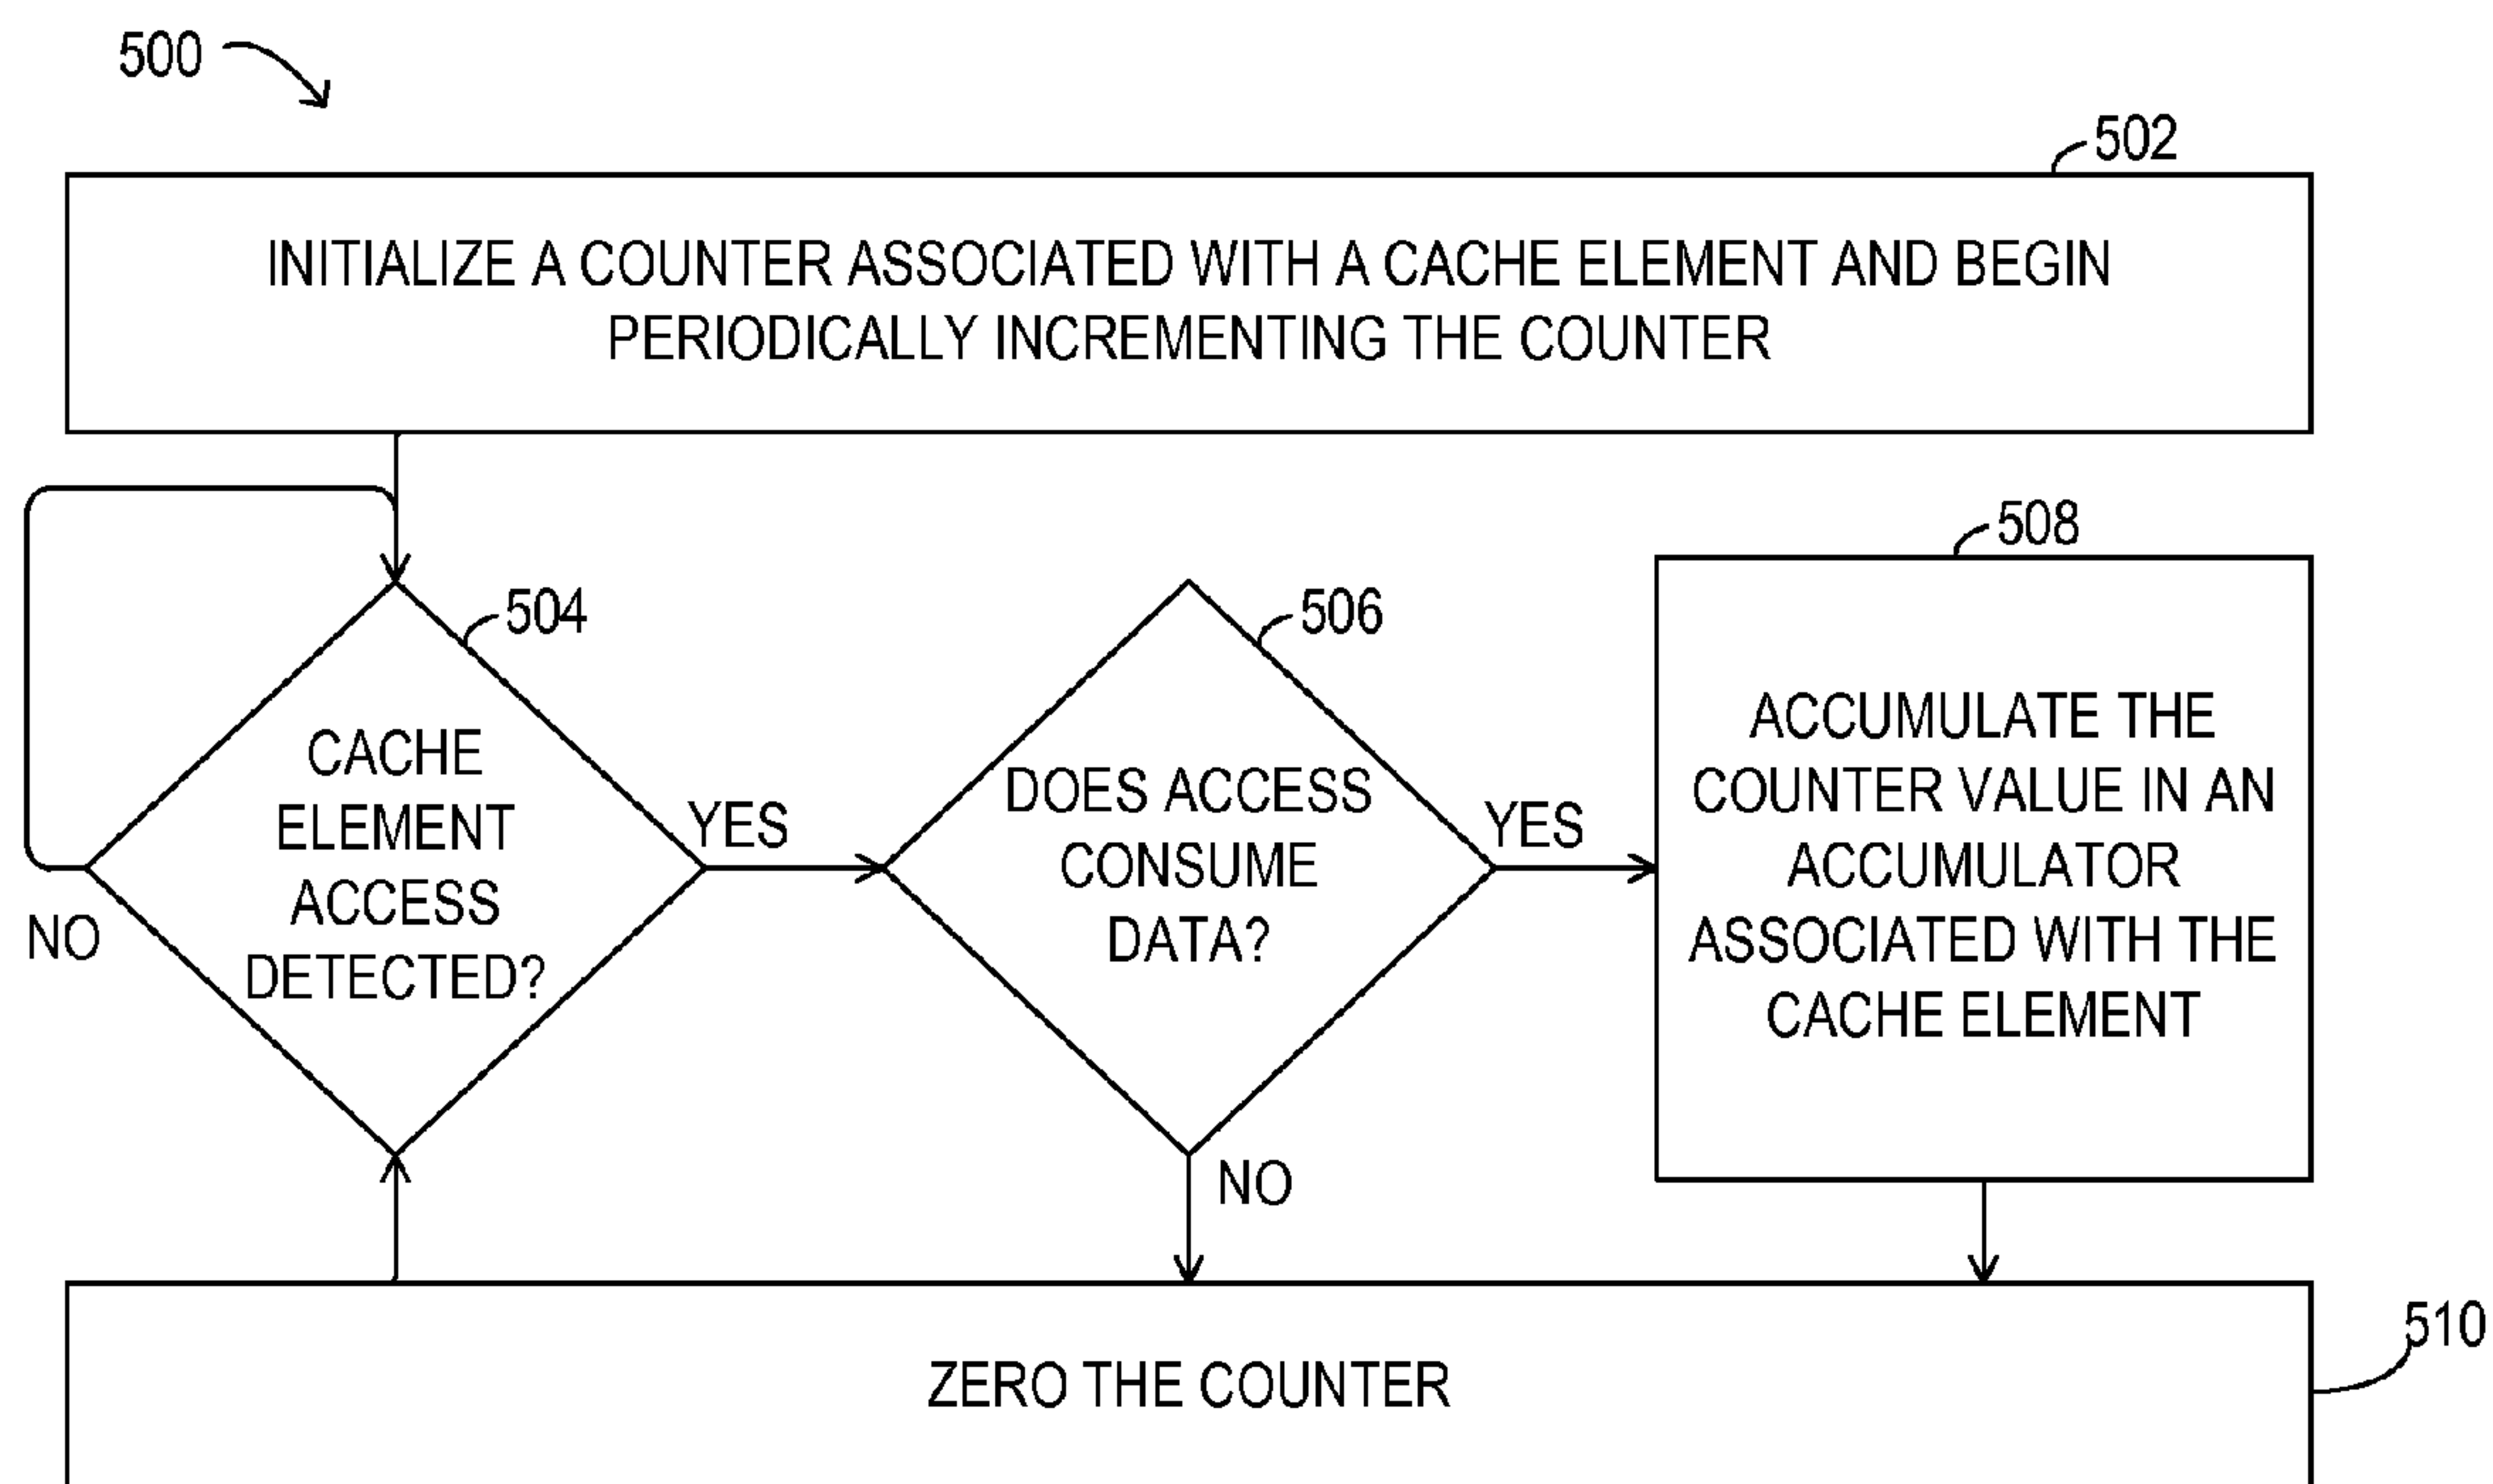 500
502
INITIALIZE A COUNTER ASSOCIATED WITH A CACHE ELEMENT AND BEGIN
PERIODICALLY INCREMENTING THE COUNTER
504
CACHE
ELEMENT
ACCESS
DETECTED?
NO
YES
506
DOES ACCESS
CONSUME
DATA?
YES
NO
508
ACCUMULATE THE
COUNTER VALUE IN AN
ACCUMULATOR
ASSOCIATED WITH THE
CACHE ELEMENT
510
ZERO THE COUNTER